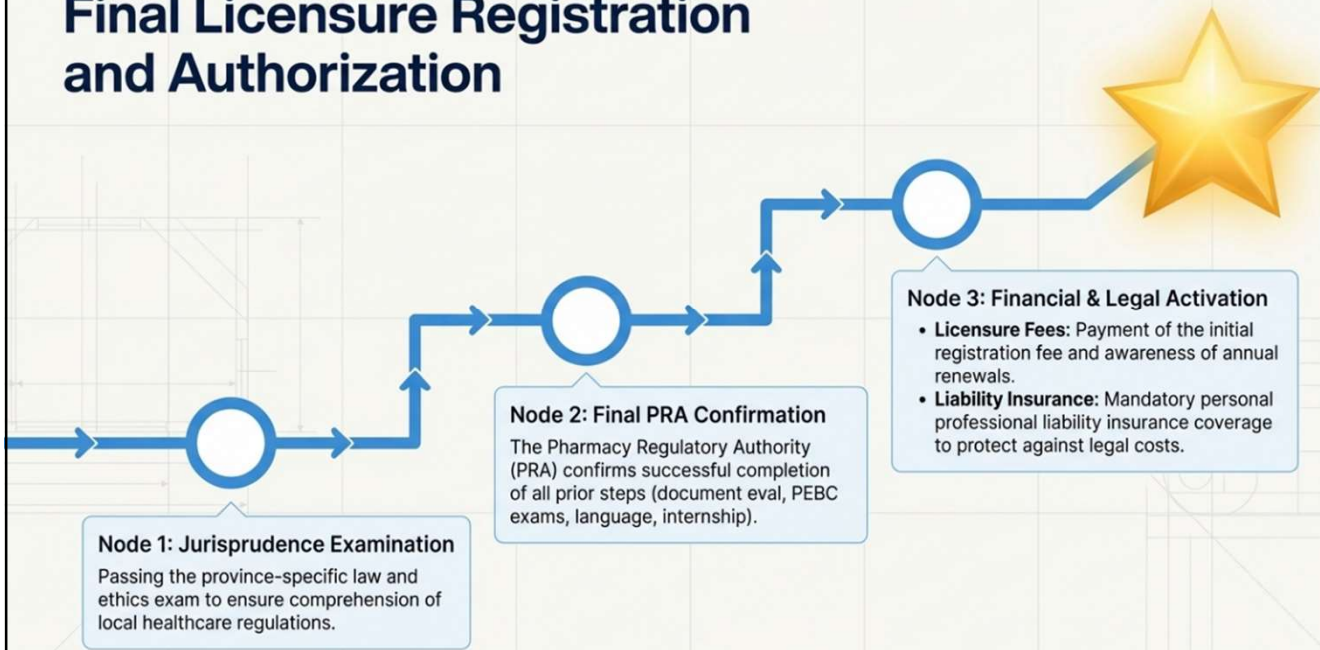 Final Licensure Registration
and Authorization
Node 3: Financial & Legal Activation
• Licensure Fees: Payment of the initial
registration fee and awareness of annual
renewals.
• Liability Insurance: Mandatory personal
professional liability insurance coverage
to protect against legal costs.
Node 2: Final PRA Confirmation
The Pharmacy Regulatory Authority
(PRA) confirms successful completion
of all prior steps (document eval, PEBC
exams, language, internship).
Node 1: Jurisprudence Examination
Passing the province-specific law and
ethics exam to ensure comprehension of
local healthcare regulations.